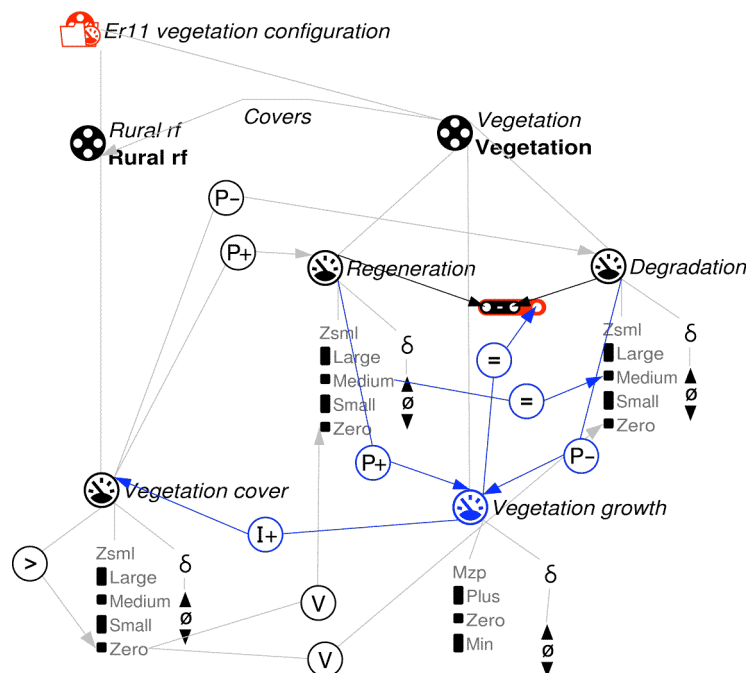 Er11 vegetation configuration
Covers
Rural rf
Rural rf
Vegetation
Vegetation
P-
P+
Regeneration
Degradation
-
Zsml
Large
Medium
Small
Zero
δ
ø
=
=
Zsml
Large
Medium
Small
Zero
δ
ø
P+
P-
Vegetation cover
Vegetation growth
I+
>
Zsml
Large
Medium
Small
Zero
δ
ø
V
V
Mzp
Plus
Zero
Min
δ
ø